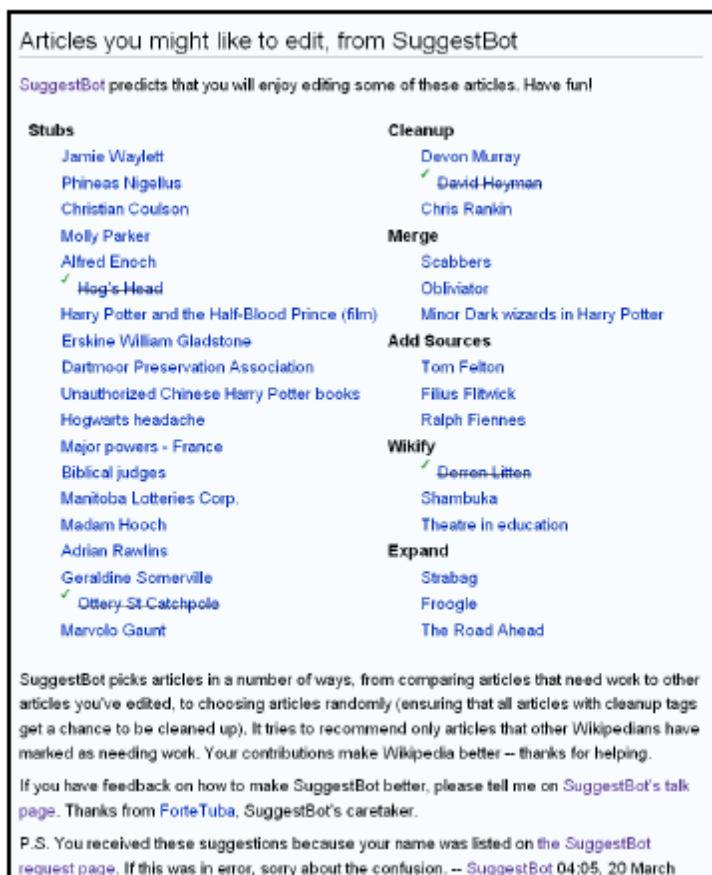 Articles you might like to edit, from SuggestBot
SuggestBot predicts that you will enjoy editing some of these articles. Have fun!
Stubs
Jamie Waylett
Phineas Nigellus
Christian Coulson
Molly Parker
Alfred Enoch
Hog's Head
Harry Potter and the Half-Blood Prince (film)
Erskine William Gladstone
Dartmoor Preservation Association
Unauthorized Chinese Harry Potter books
Hogwarts headache
Major powers - France
Biblical judges
Manitoba Lotteries Corp.
Madam Hooch
Adrian Rawlins
Geraldine Somerville
Ottery St Catchpole
Marvolo Gaunt
Cleanup
Devon Murray
David Heyman
Chris Rankin
Merge
Scabbers
Obliviator
Minor Dark wizards in Harry Potter
Add Sources
Tom Felton
Filius Flitwick
Ralph Fiennes
Wikify
Derren Litten
Shambuka
Theatre in education
Expand
Strabag
Froogle
The Road Ahead
SuggestBot picks articles in a number of ways, from comparing articles that need work to other
articles you've edited, to choosing articles randomly (ensuring that all articles with cleanup tags
get a chance to be cleaned up). It tries to recommend only articles that other Wikipedians have
marked as needing work. Your contributions make Wikipedia better -- thanks for helping.
If you have feedback on how to make SuggestBot better, please tell me on SuggestBot's talk
page. Thanks from ForteTuba, SuggestBot's caretaker.
P.S. You received these suggestions because your name was listed on the SuggestBot
request page. If this was in error, sorry about the confusion. -- SuggestBot 04:05, 20 March